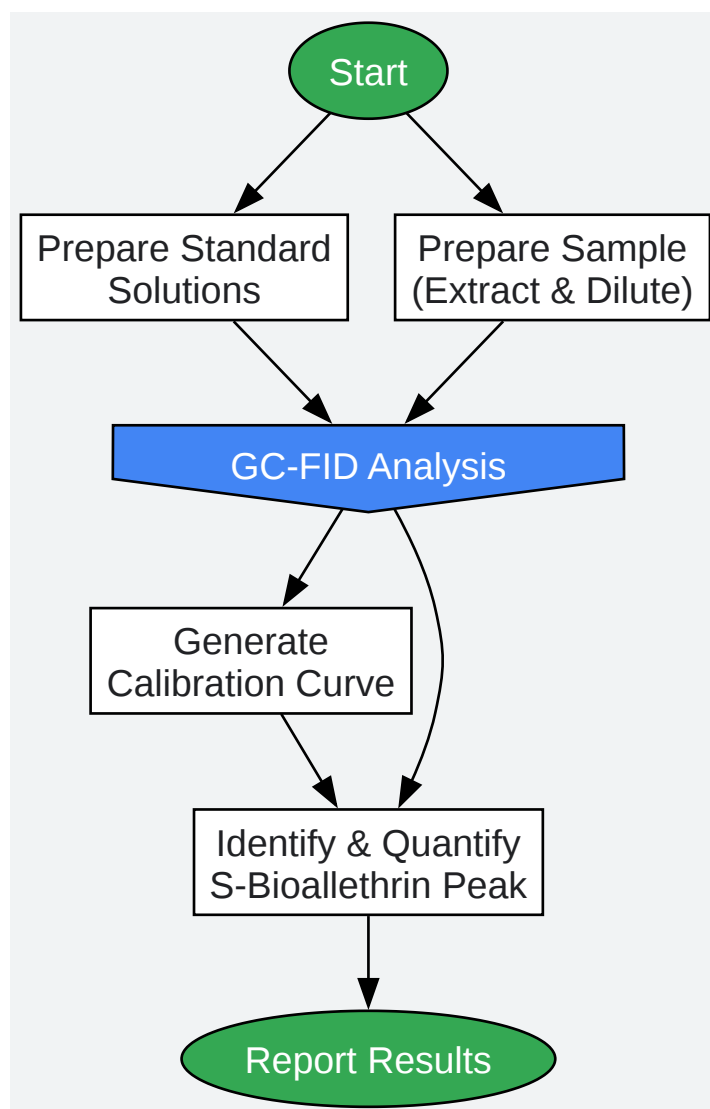 Start
Prepare Standard
Solutions
Prepare Sample
(Extract & Dilute)
GC-FID Analysis
Generate
Calibration Curve
Identify & Quantify
S-Bioallethrin Peak
Report Results